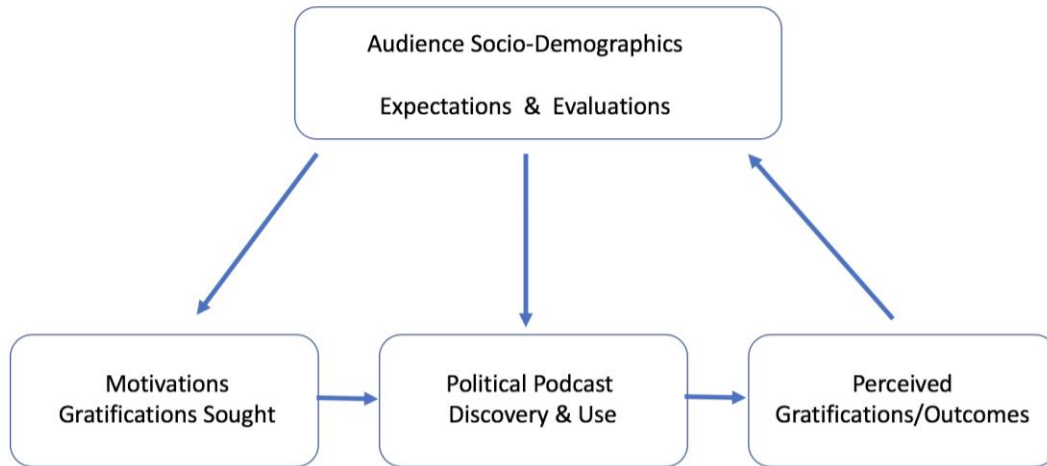 Audience Socio-Demographics
Expectations & Evaluations
Motivations
Gratifications Sought
Political Podcast
Discovery & Use
Perceived
Gratifications/Outcomes